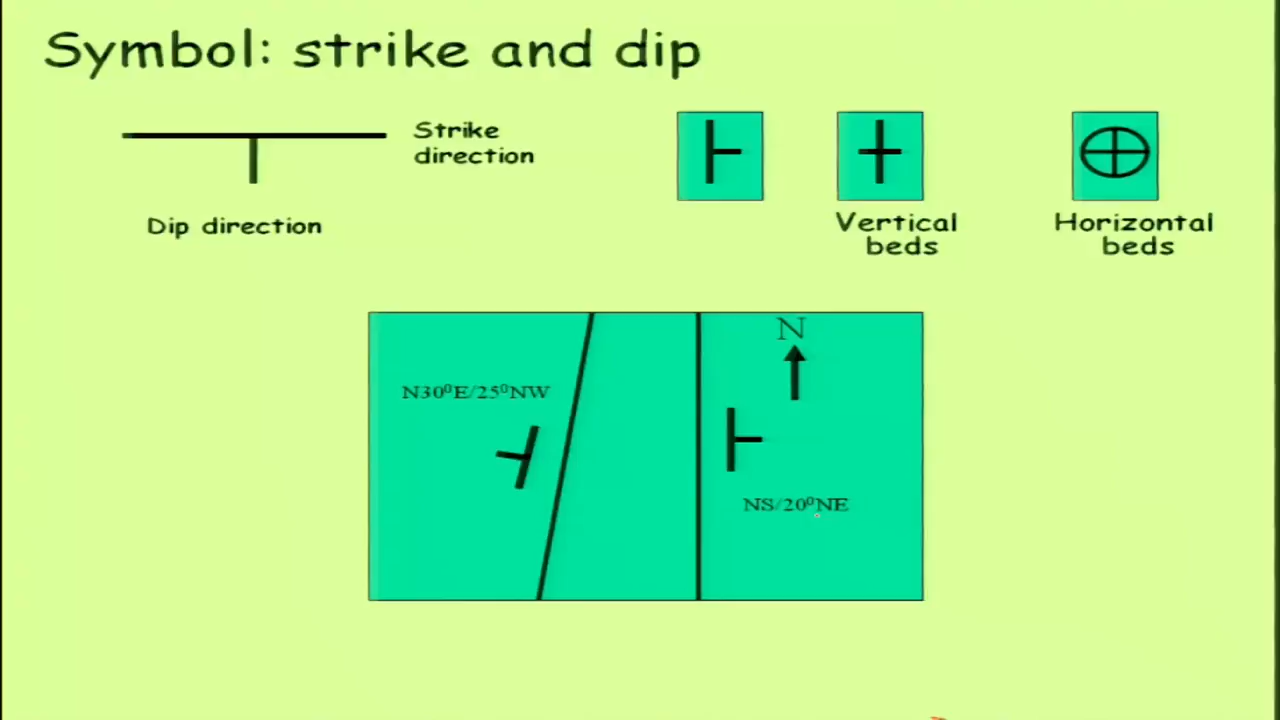 Symbol: strike and dip
Strike
direction
Dip direction
Vertical
beds
Horizontal
beds
N
N30⁰E/25⁰NW
NS/20⁰NE